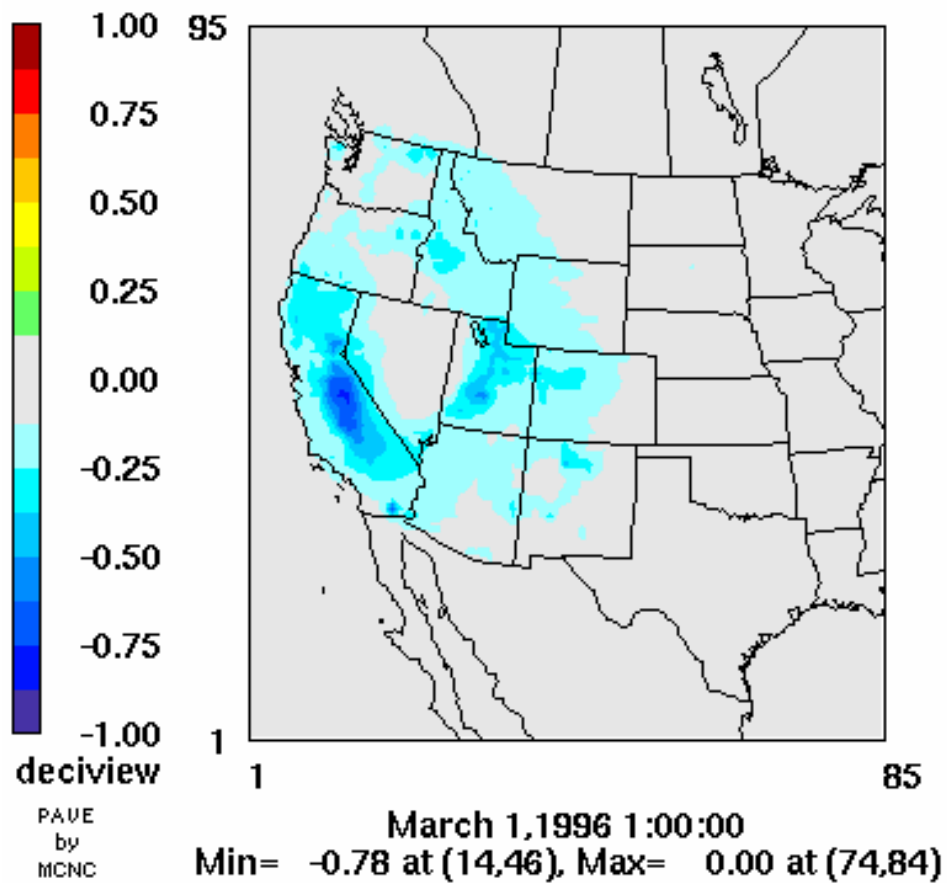 1.00
0.75
0.50
0.25
0.00
-0.25
-0.50
-0.75
-1.00
deciview
PAVE
by
MCNC
95
1
1
85
March 1,1996 1:00:00
Min= -0.78 at (14,46), Max= 0.00 at (74,84)